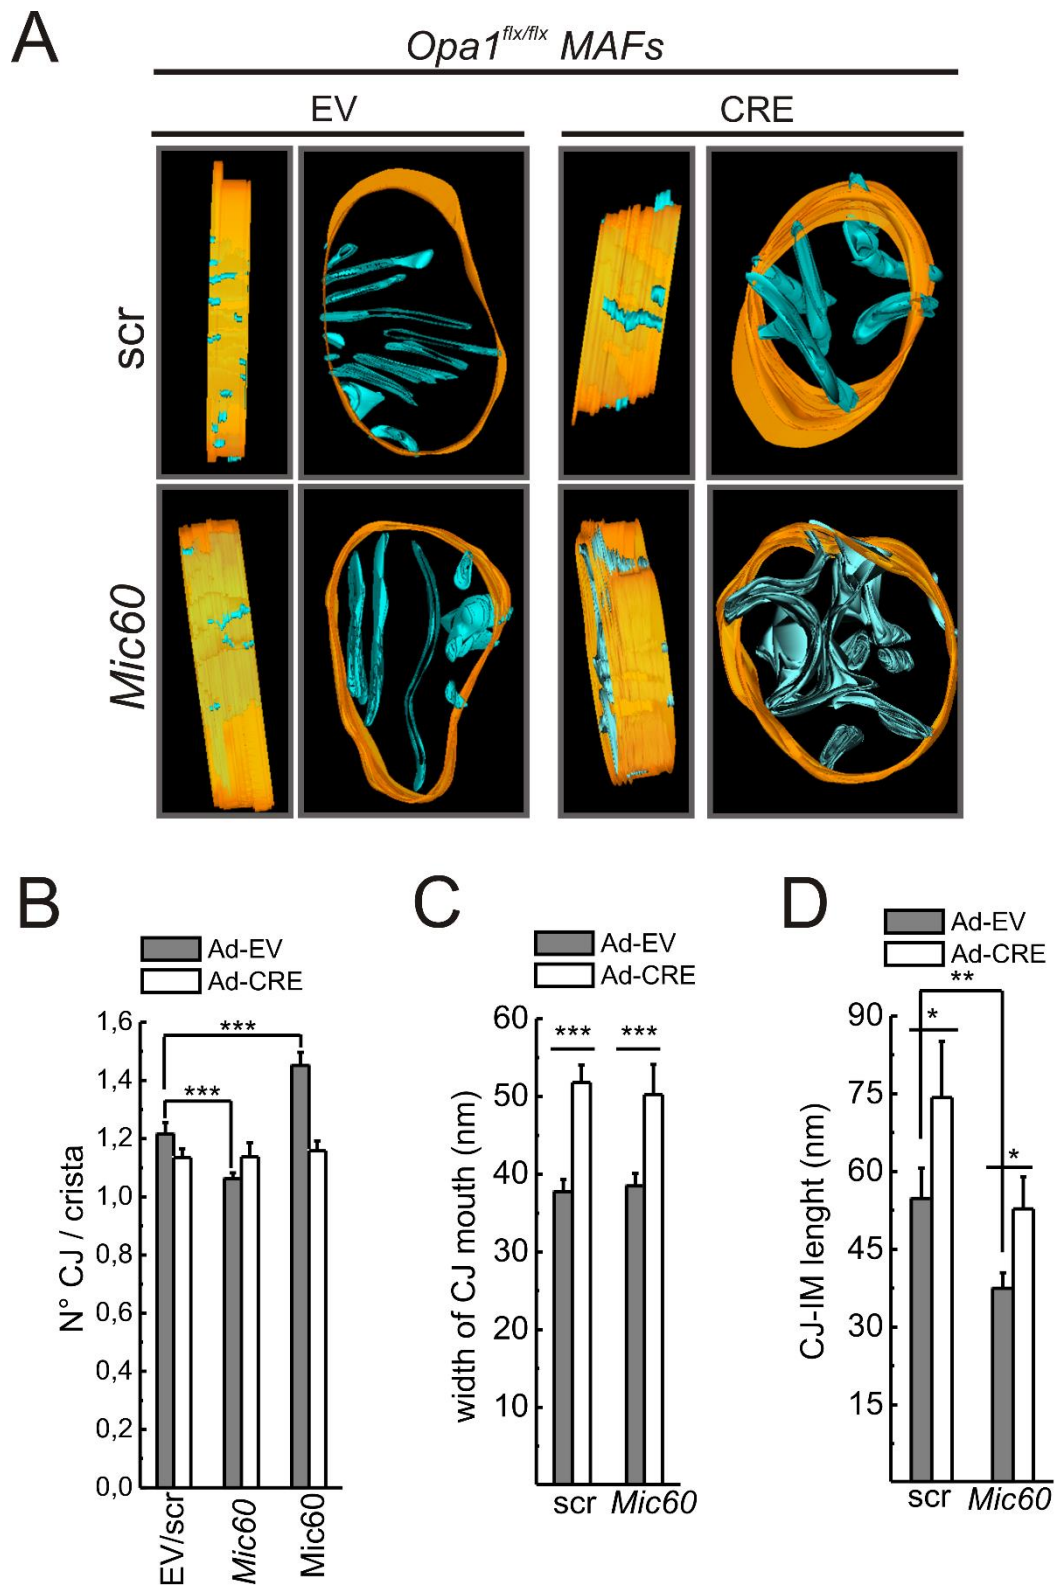 A
Opa1flx/flx MAFs
EV
CRE
scr
Mic60
B
Ad-EV
Ad-CRE
***
***
N° CJ / crista
1,6
1,4
1,2
1,0
0,8
0,6
0,4
0,2
0,0
EV/scr
Mic60
Mic60
C
Ad-EV
Ad-CRE
***
***
width of CJ mouth (nm)
60
50
40
30
20
10
scr
Mic60
D
Ad-EV
Ad-CRE
**
*
*
CJ-IM lenght (nm)
90
75
60
45
30
15
scr
Mic60